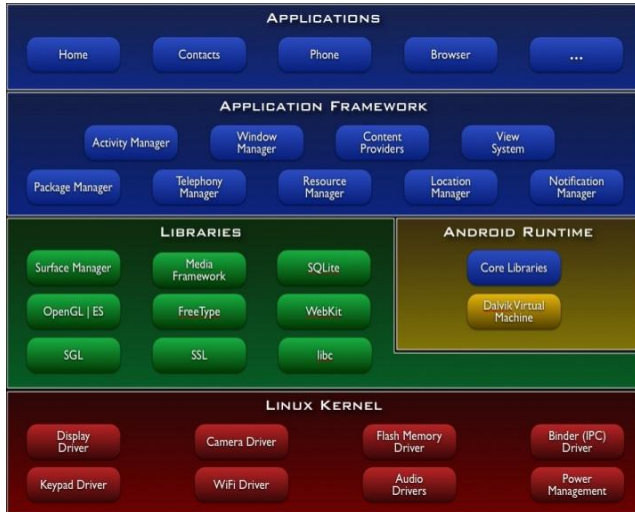 APPLICATIONS
Home
Contacts
Phone
Browser
...
APPLICATION FRAMEWORK
Activity Manager
Window
Manager
Content
Providers
View
System
Package Manager
Telephony
Manager
Resource
Manager
Location
Manager
Notification
Manager
LIBRARIES
Surface Manager
Media
Framework
SQLite
OpenGL | ES
FreeType
WebKit
SGL
SSL
libc
ANDROID RUNTIME
Core Libraries
Dalvik Virtual
Machine
LINUX KERNEL
Display
Driver
Camera Driver
Flash Memory
Driver
Binder (IPC)
Driver
Keypad Driver
WiFi Driver
Audio
Drivers
Power
Management